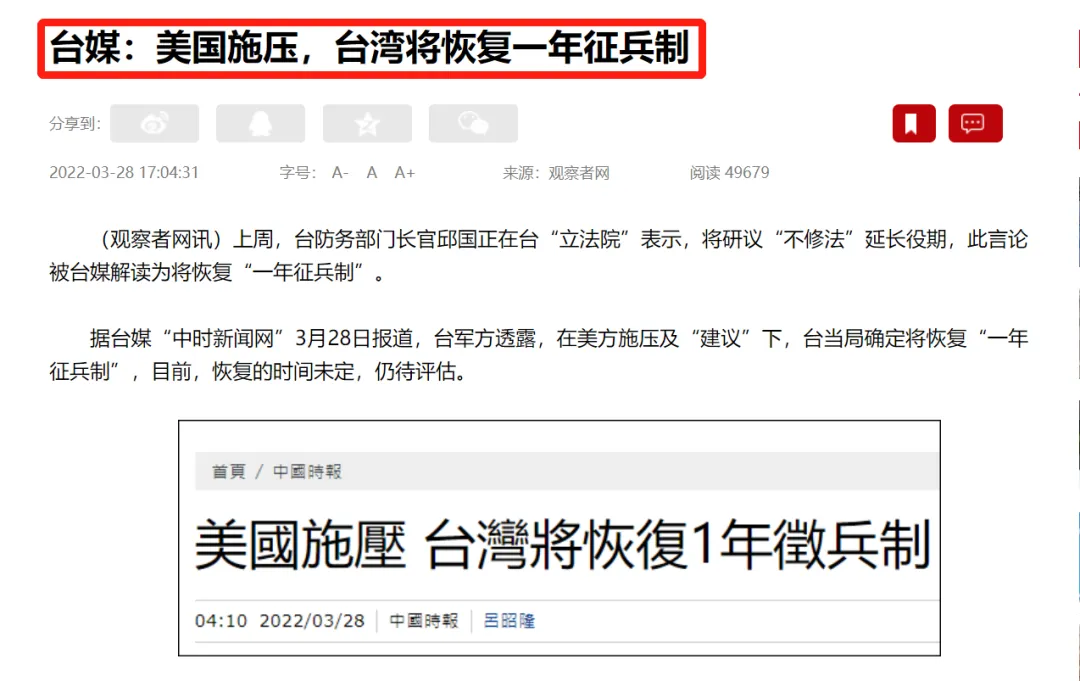 台媒：美国施压，台湾将恢复一年征兵制
分享到：
2022-03-28 17:04:31 字号： A- A A+ 来源：观察者网 阅读 49679
（观察者网讯）上周，台防务部门长官邱国正在台“立法院”表示，将研议“不修法”延长役期，此言论
被台媒解读为将恢复“一年征兵制”。
据台媒“中时新闻网”3月28日报道，台军方透露，在美方施压及“建议”下，台当局确定将恢复“一年
征兵制”，目前，恢复的时间未定，仍待评估。
首頁 / 中國時報
美國施壓 台灣將恢復1年徵兵制
04:10 2022/03/28 中國時報 呂昭隆